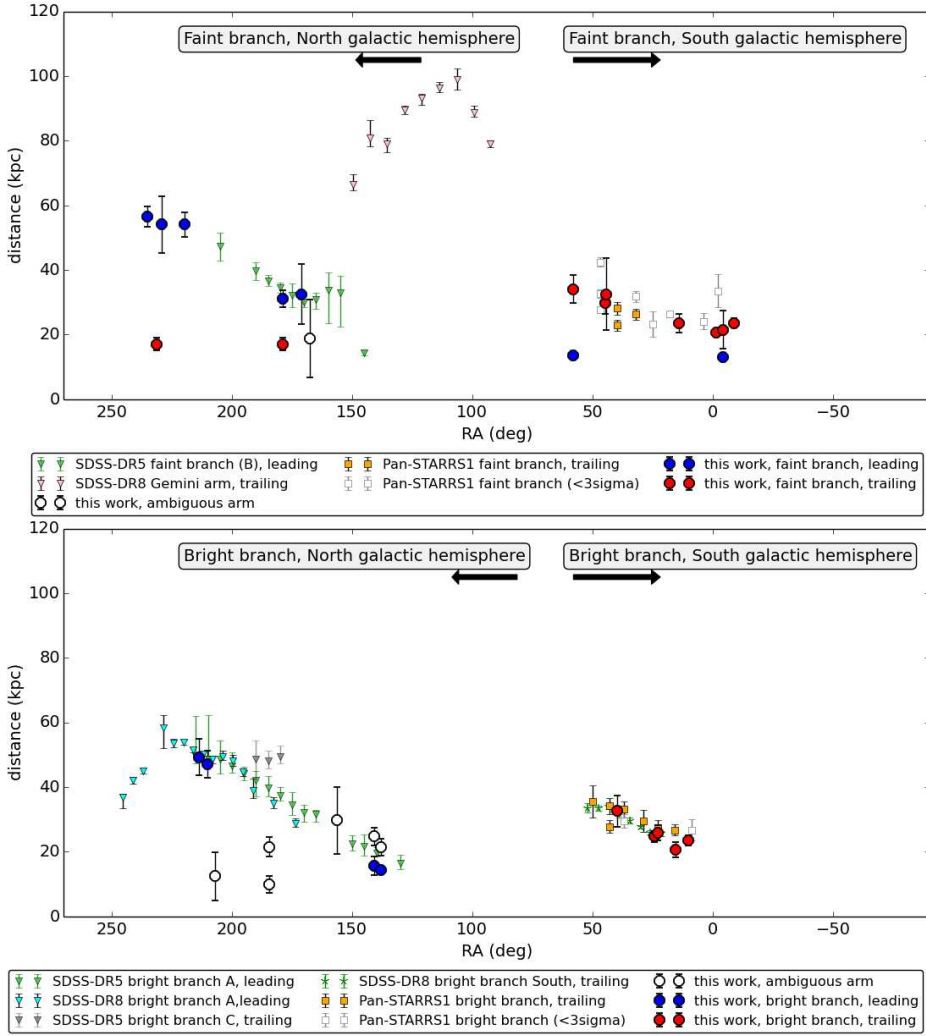 120
100
80
60
40
20
0
distance (kpc)
Faint branch, North galactic hemisphere
Faint branch, South galactic hemisphere
250 200 150 100 50 0 −50
RA (deg)
SDSS-DR5 faint branch (B), leading
SDSS-DR8 Gemini arm, trailing
this work, ambiguous arm
Pan-STARRS1 faint branch, trailing
Pan-STARRS1 faint branch (<3sigma)
this work, faint branch, leading
this work, faint branch, trailing
120
100
80
60
40
20
0
distance (kpc)
Bright branch, North galactic hemisphere
Bright branch, South galactic hemisphere
250 200 150 100 50 0 −50
RA (deg)
SDSS-DR5 bright branch A, leading
SDSS-DR8 bright branch A,leading
SDSS-DR5 bright branch C, trailing
SDSS-DR8 bright branch South, trailing
Pan-STARRS1 bright branch, trailing
Pan-STARRS1 bright branch (<3sigma)
this work, ambiguous arm
this work, bright branch, leading
this work, bright branch, trailing